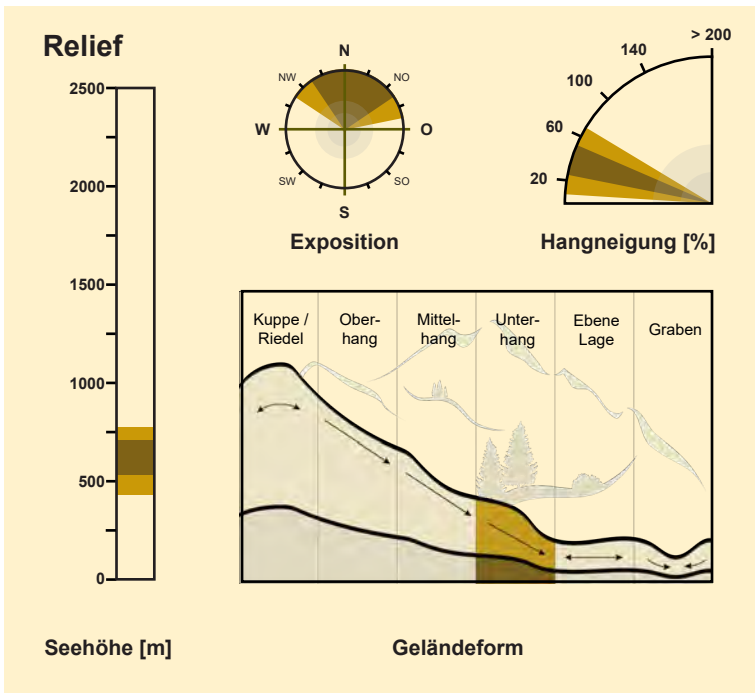 Relief
2500
2000
1500
1000
500
0
N
NW
NO
W
O
SW
SO
S
Exposition
> 200
140
100
60
20
Hangneigung [%]
Kuppe /
Riedel
Ober-
hang
Mittel-
hang
Unter-
hang
Ebene
Lage
Graben
Seehöhe [m]
Geländeform